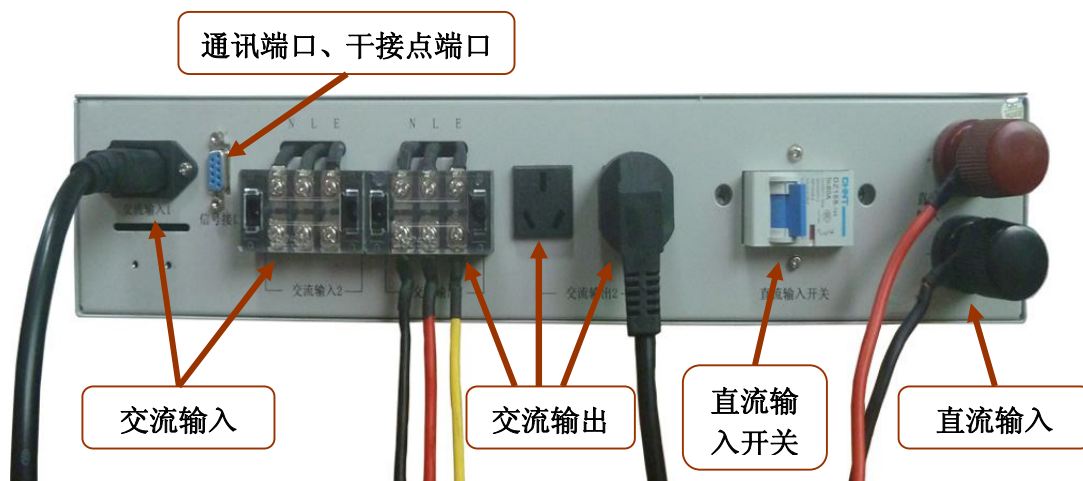 通讯端口、干接点端口
N L E
N L E
CHNT
DZ158
交流输入1
信号接口
交流输入2
交流输出2
直流输入开关
交流输入
交流输出
直流输
入开关
直流输入